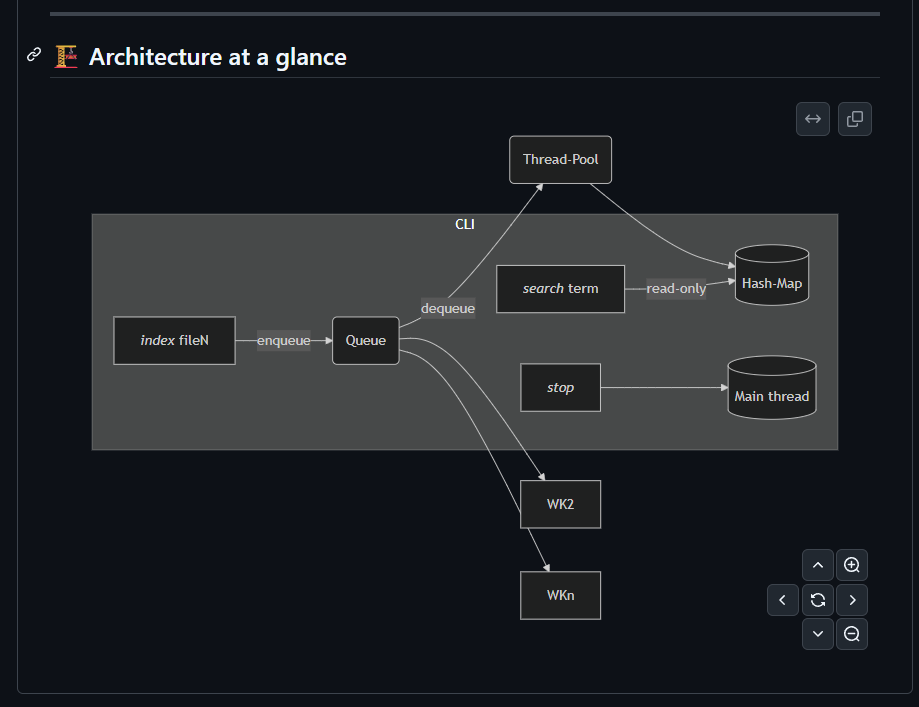 Architecture at a glance
Thread-Pool
CLI
dequeue
search term
read-only
Hash-Map
index fileN
enqueue
Queue
stop
Main thread
WK2
WKn